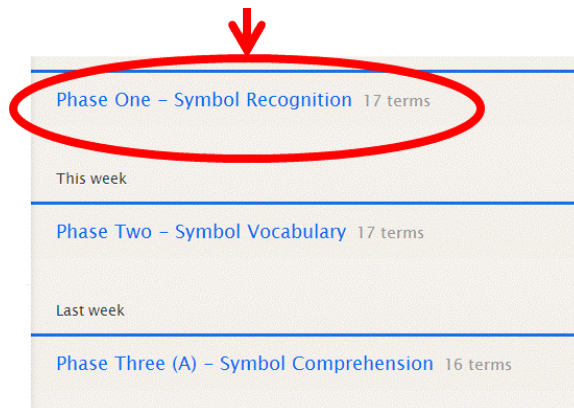 Phase One – Symbol Recognition 17 terms
This week
Phase Two – Symbol Vocabulary 17 terms
Last week
Phase Three (A) – Symbol Comprehension 16 terms